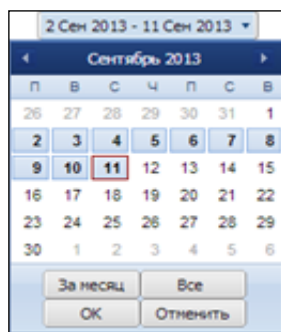 2 Сен 2013 - 11 Сен 2013
Сентябрь 2013
П В С Ч П С В
26 27 28 29 30 31 1
2 3 4 5 6 7 8
9 10 11 12 13 14 15
16 17 18 19 20 21 22
23 24 25 26 27 28 29
30 1 2 3 4 5 6
За месяц Все
ОК Отменить